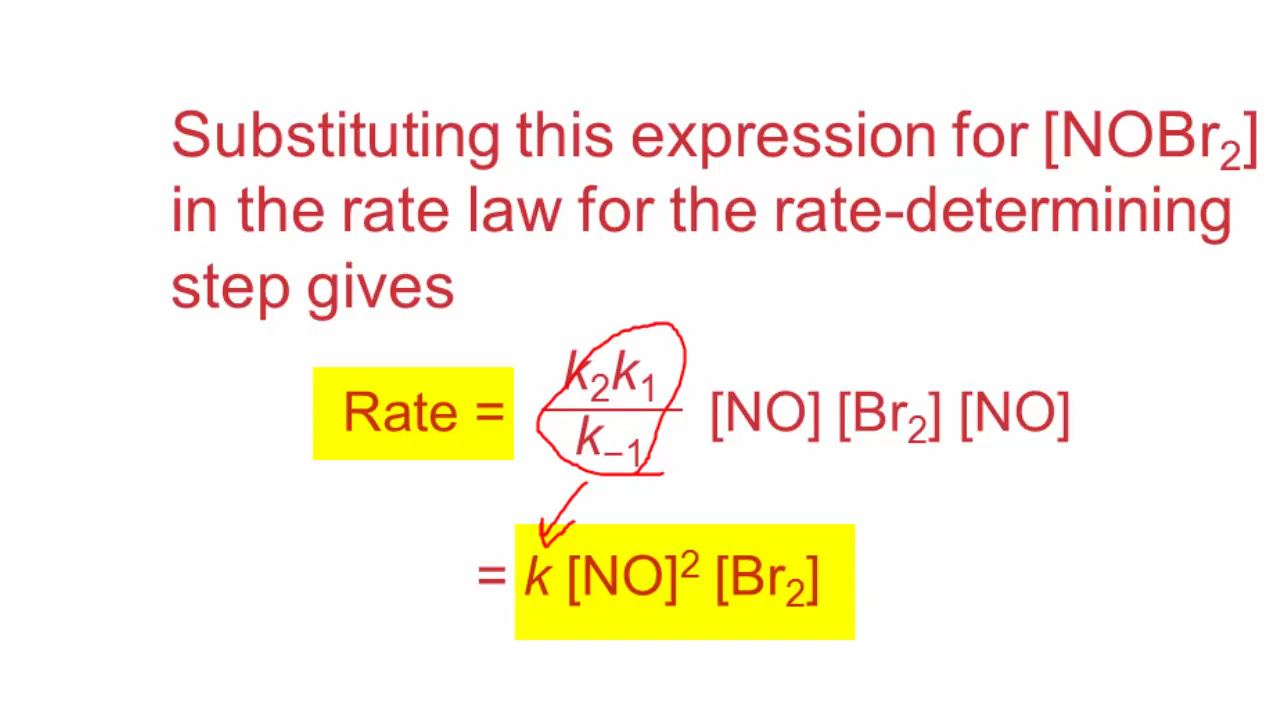 Substituting this expression for [NOBr₂]
in the rate law for the rate-determining
step gives
Rate = k₂k₁ / k₋₁ [NO] [Br₂] [NO]
= k [NO]² [Br₂]